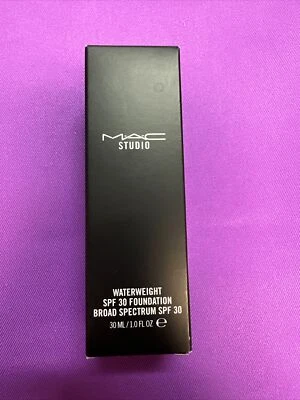 MAC
STUDIO
WATERWEIGHT
SPF 30 FOUNDATION
BROAD SPECTRUM SPF 30
30 ML / 1.0 FL OZ ℮